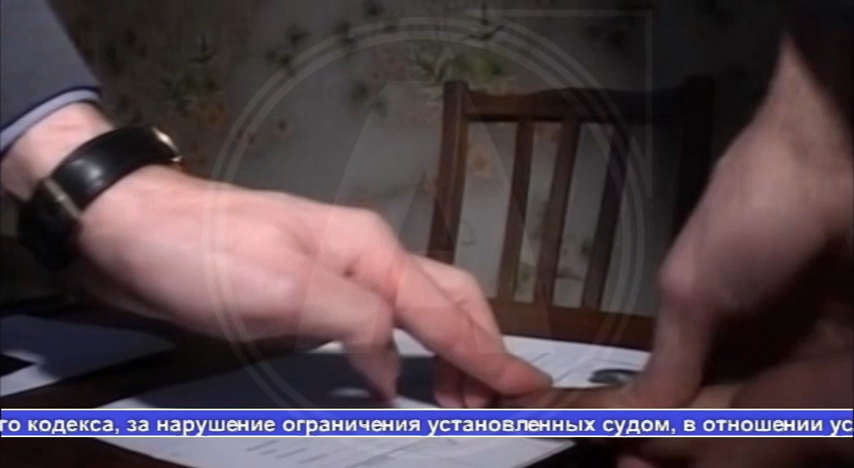 го кодекса, за нарушение ограничения установленных судом, в отношении ус